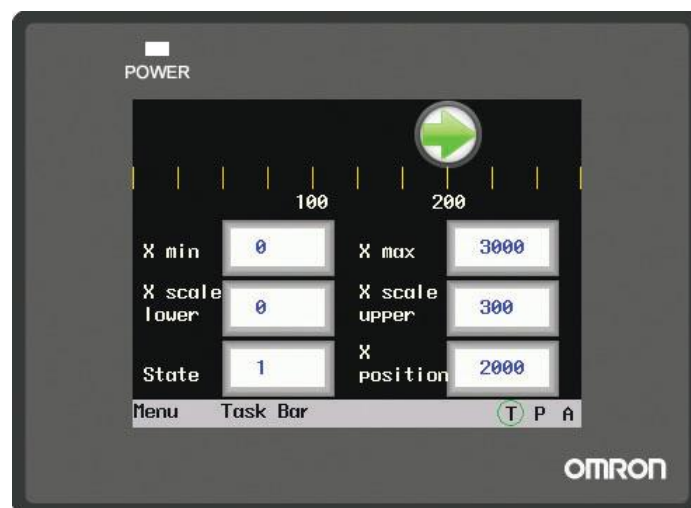 POWER
100 200
X min 0 X max 3000
X scale lower 0 X scale upper 300
State 1 X position 2000
Menu Task Bar T P A
OMRON